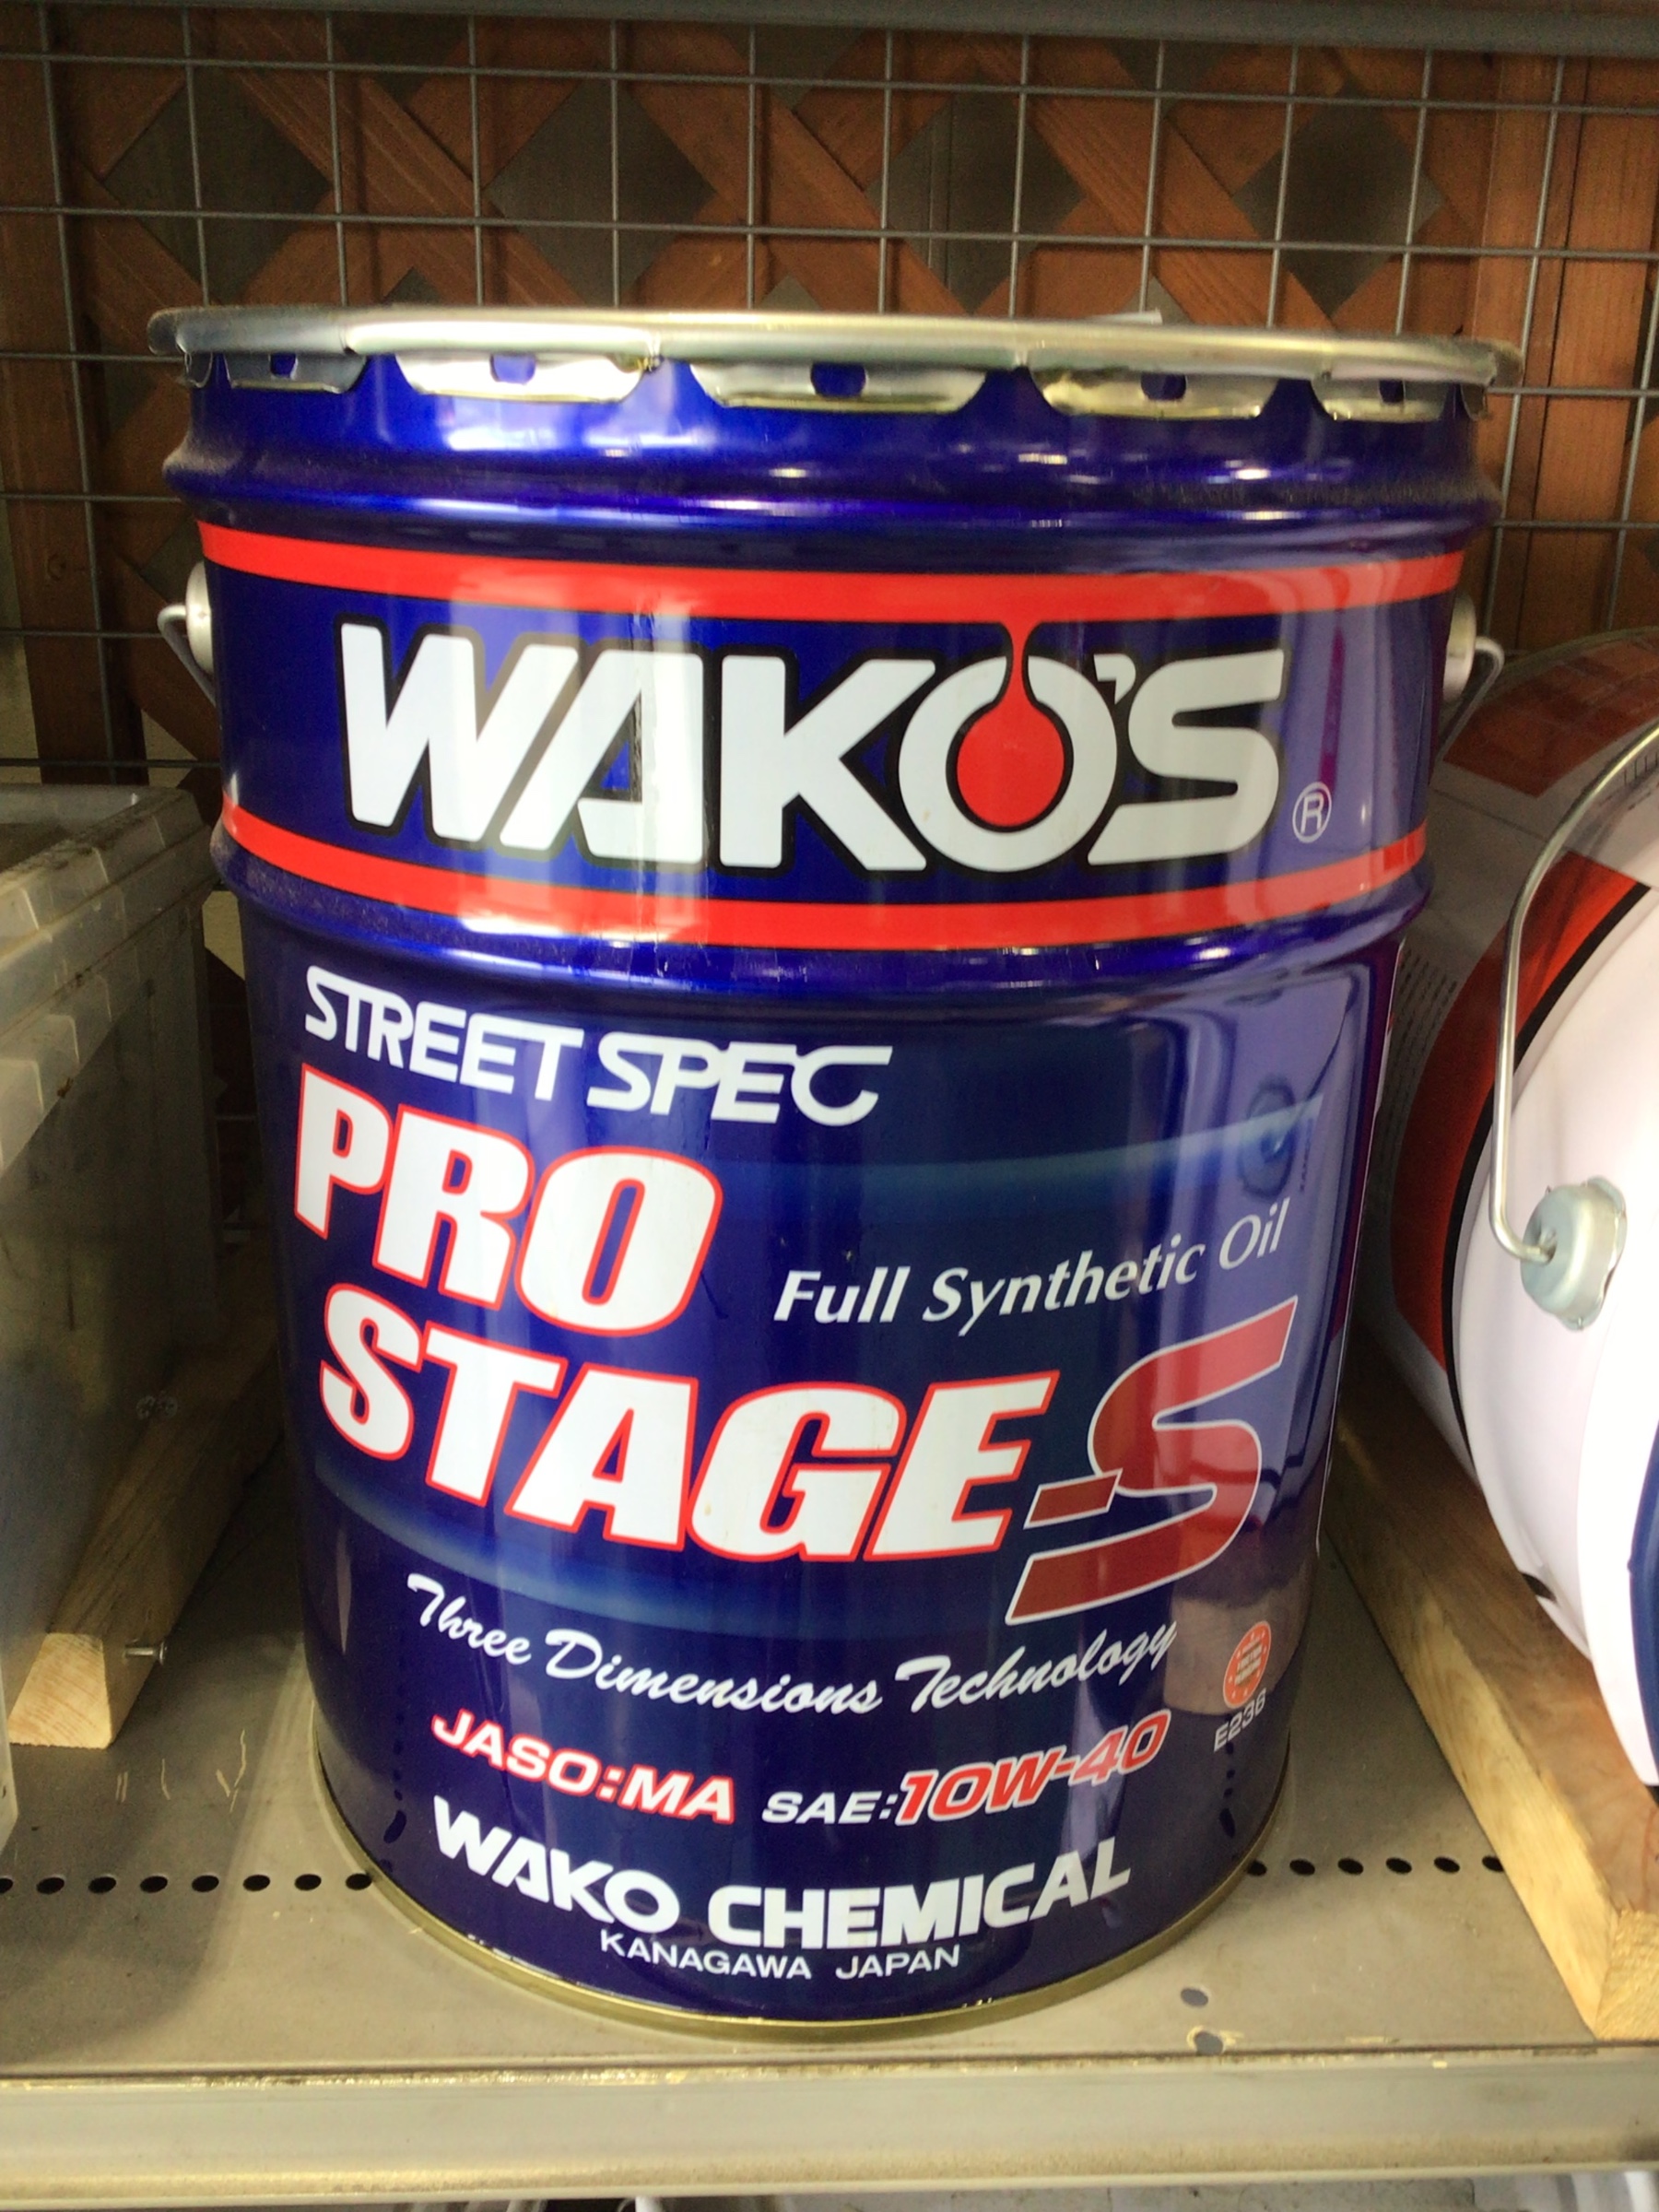 WAKO'S®
STREET SPEC
PRO
Full Synthetic Oil
STAGE S
Three Dimensions Technology
JASO:MA SAE:10W-40
E236
WAKO CHEMICAL
KANAGAWA JAPAN